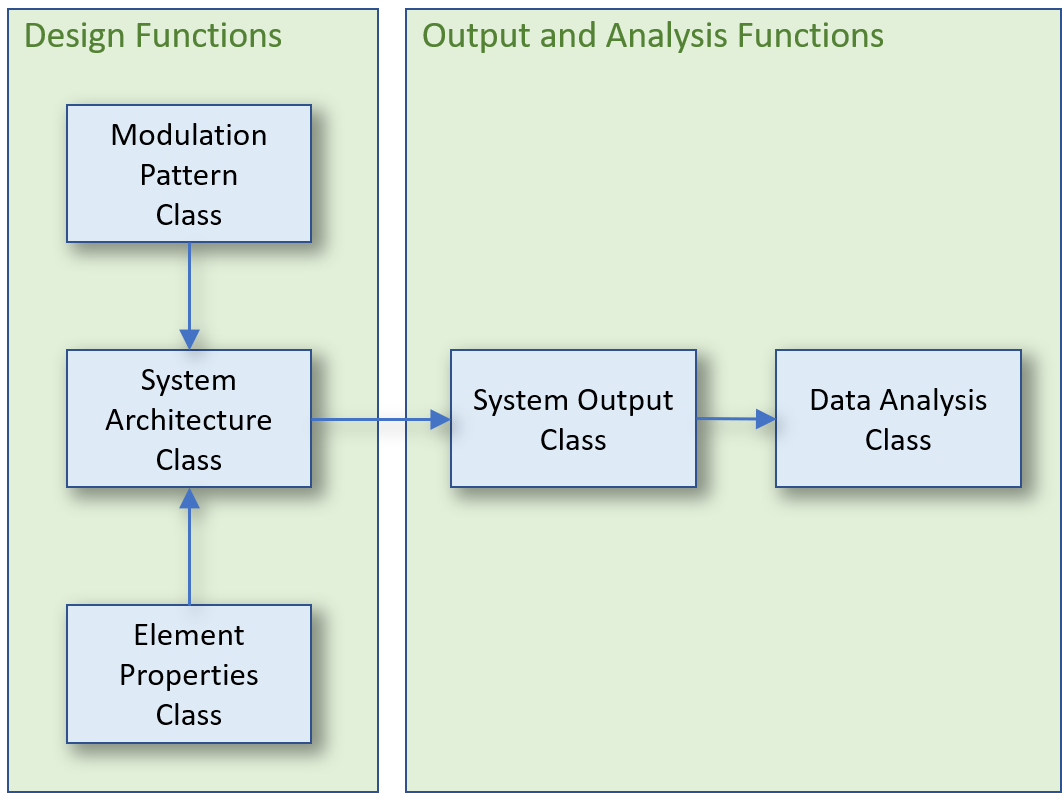 Design Functions
Modulation
Pattern
Class
System
Architecture
Class
Element
Properties
Class
Output and Analysis Functions
System Output
Class
Data Analysis
Class